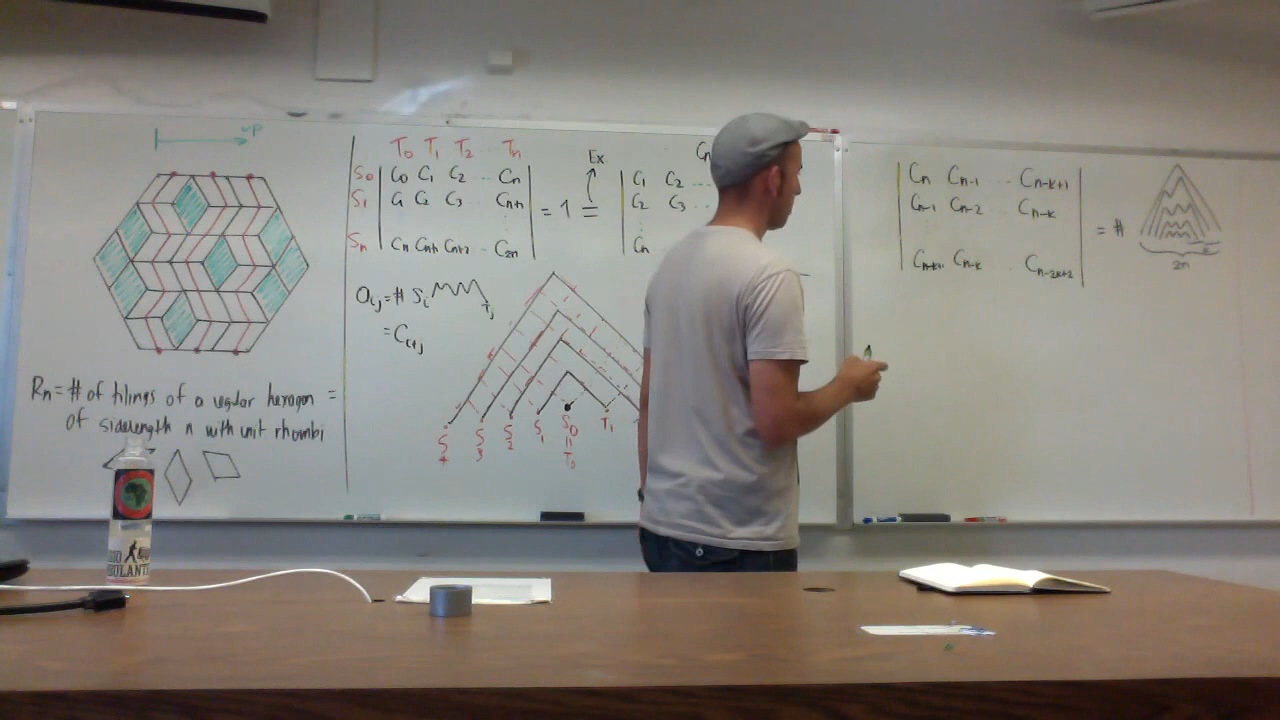 up
Rn = # of tilings of a regular hexagon =
of sidelength n with unit rhombi
T0 T1 T2 .. Tn
S0 C0 C1 C2 .. Cn
S1 C1 C2 C3 .. Cn+1
Sn Cn Cn+1 Cn+2 .. C2n
= 1 =
Ex
aij = # Si Tj
= Ci+j
S4 S3 S2 S1 S0 T1
=
T0
Cn
C1 C2 ..
C2 C3 ..
Cn
Cn Cn-1 .. Cn-k+1
Cn-1 Cn-2 .. Cn-k
Cn-k+1 Cn-k . Cn-2k+2
= #
2n